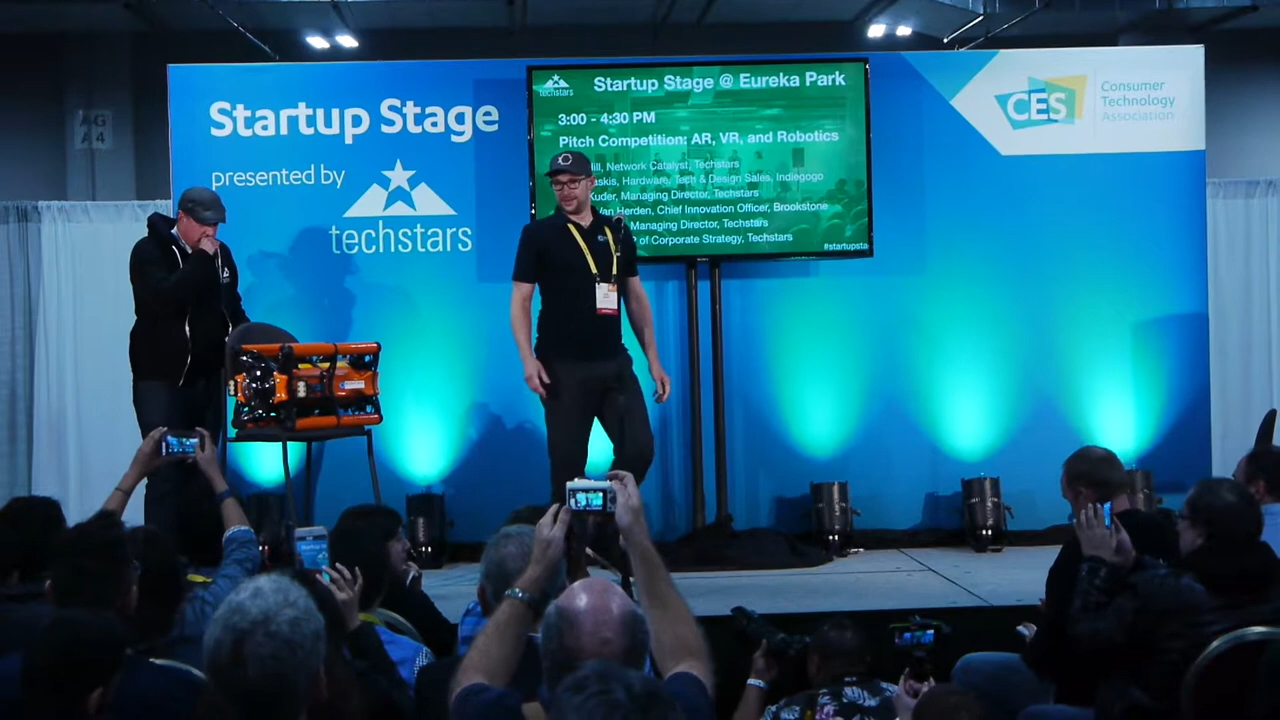 Startup Stage
presented by
techstars
techstars
Startup Stage @ Eureka Park
3:00 - 4:30 PM
Pitch Competition: AR, VR, and Robotics
Network Catalyst, Techstars
Hardware, Tech & Design Sales, Indiegogo
Kuder, Managing Director, Techstars
Van Herden, Chief Innovation Officer, Brookstone
Managing Director, Techstars
of Corporate Strategy, Techstars
#startupsta
CES
Consumer
Technology
Association